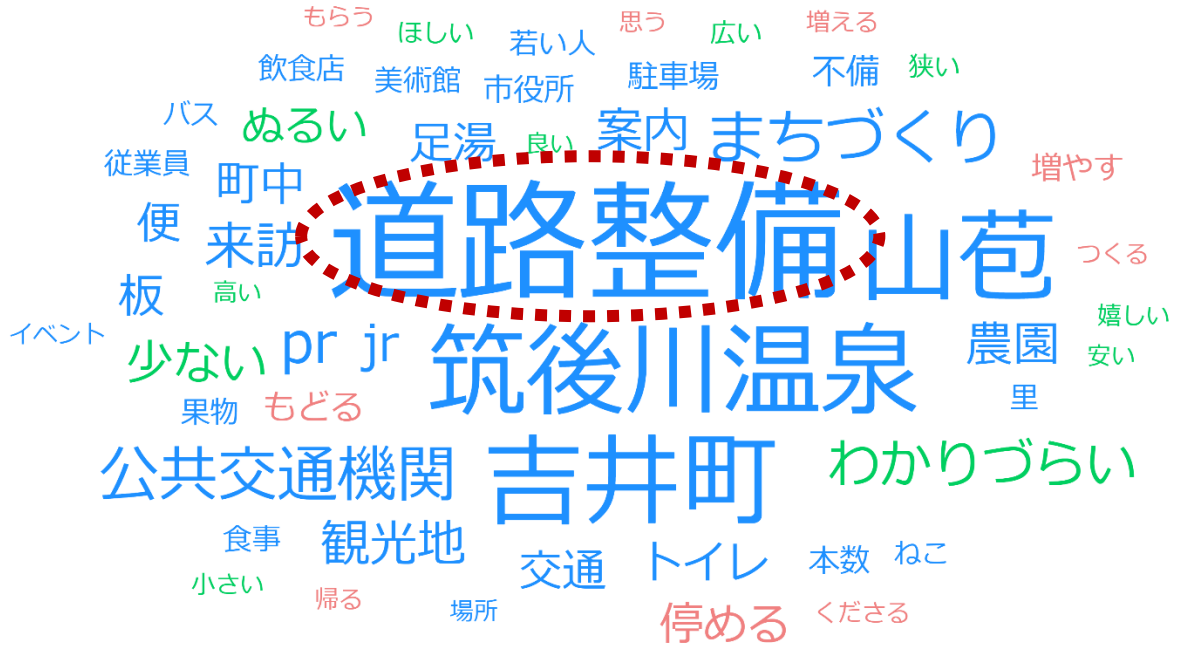 もらう
ほしい
若い人
思う
広い
増える
飲食店
美術館
市役所
駐車場
不備
狭い
バス
ぬるい
足湯
良い
案内
まちづくり
従業員
町中
増やす
便
来訪
道路整備
山苞
つくる
板
高い
イベント
少ない
pr
jr
筑後川温泉
農園
嬉しい
安い
果物
もどる
里
公共交通機関
吉井町
わかりづらい
食事
観光地
交通
トイレ
本数
ねこ
小さい
帰る
場所
停める
くださる